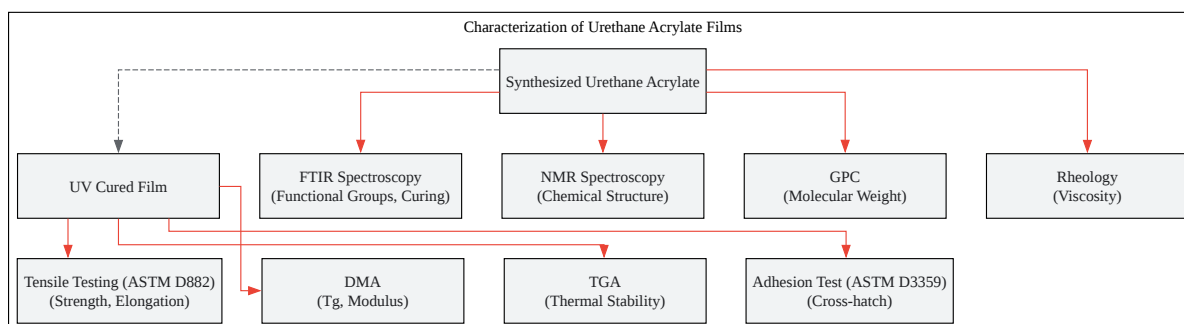 Characterization of Urethane Acrylate Films
Synthesized Urethane Acrylate
UV Cured Film
FTIR Spectroscopy
(Functional Groups, Curing)
NMR Spectroscopy
(Chemical Structure)
GPC
(Molecular Weight)
Rheology
(Viscosity)
Tensile Testing (ASTM D882)
(Strength, Elongation)
DMA
(Tg, Modulus)
TGA
(Thermal Stability)
Adhesion Test (ASTM D3359)
(Cross-hatch)